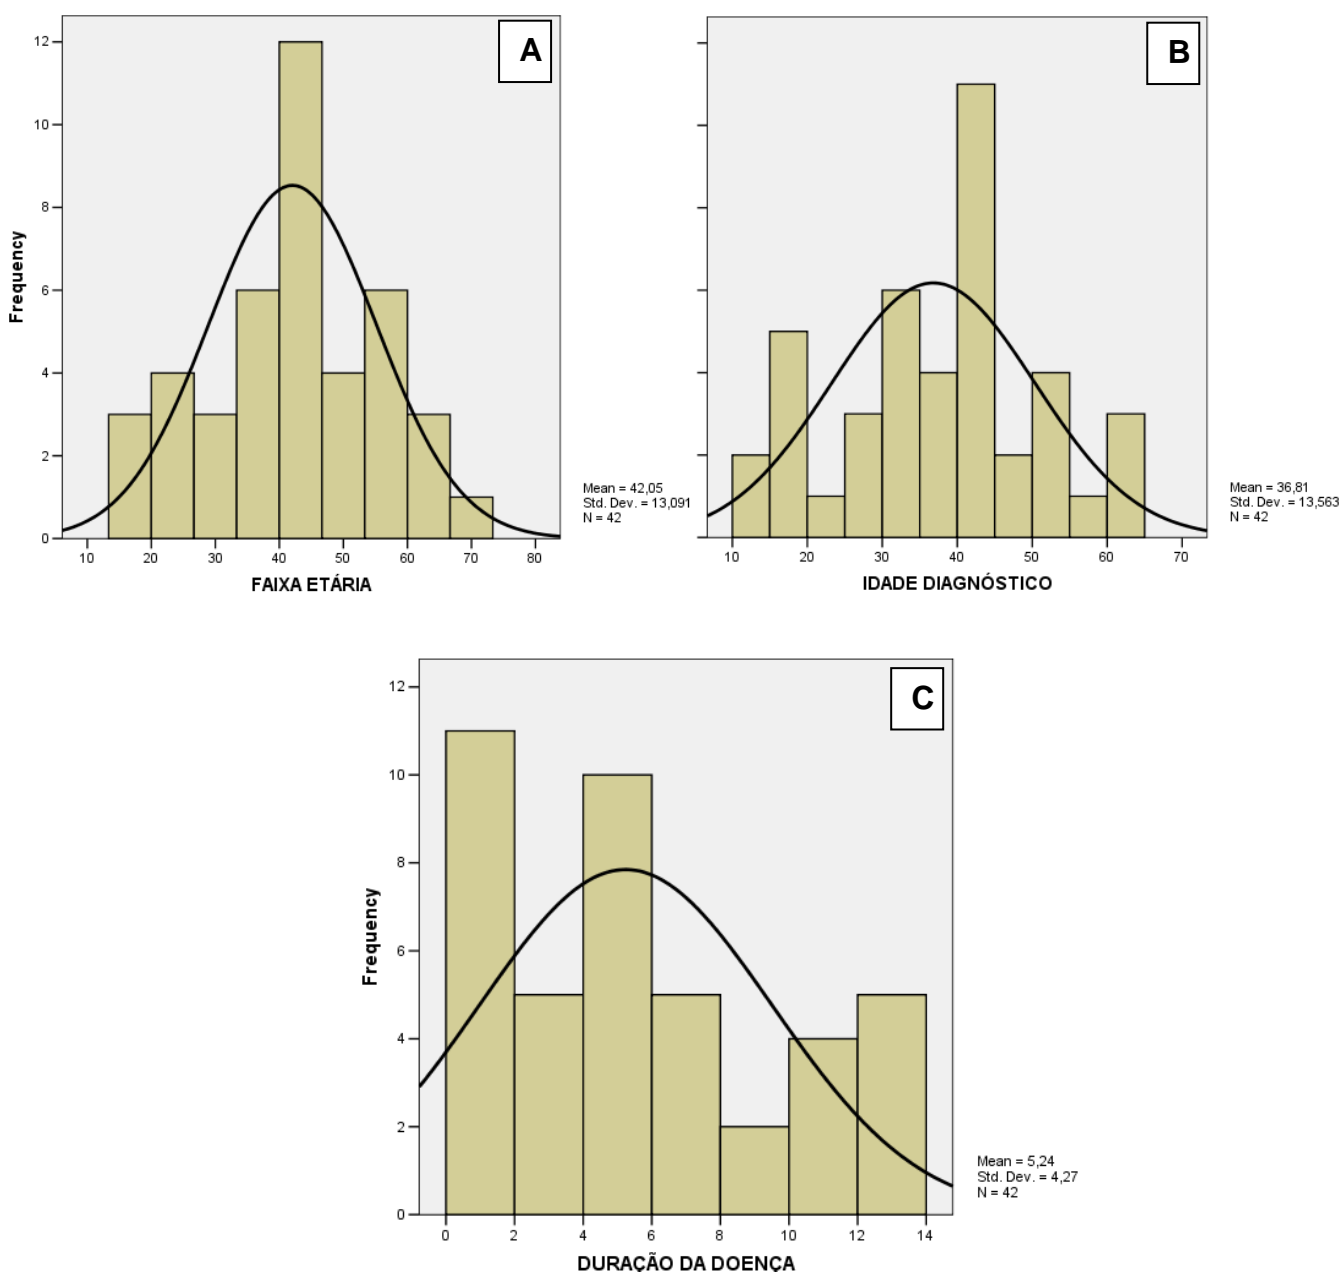 A
12
10
8
6
4
2
0
Frequency
10 20 30 40 50 60 70 80
FAIXA ETÁRIA
Mean = 42,05
Std. Dev. = 13,091
N = 42
B
10 20 30 40 50 60 70
IDADE DIAGNÓSTICO
Mean = 36,81
Std. Dev. = 13,563
N = 42
C
12
10
8
6
4
2
0
Frequency
0 2 4 6 8 10 12 14
DURAÇÃO DA DOENÇA
Mean = 5,24
Std. Dev. = 4,27
N = 42